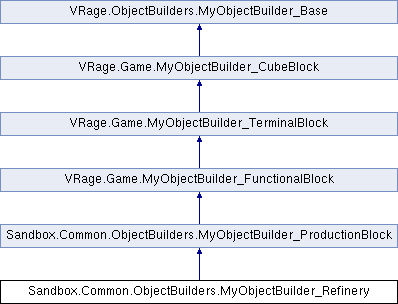 VRage.ObjectBuilders.MyObjectBuilder_Base
VRage.Game.MyObjectBuilder_CubeBlock
VRage.Game.MyObjectBuilder_TerminalBlock
VRage.Game.MyObjectBuilder_FunctionalBlock
Sandbox.Common.ObjectBuilders.MyObjectBuilder_ProductionBlock
Sandbox.Common.ObjectBuilders.MyObjectBuilder_Refinery